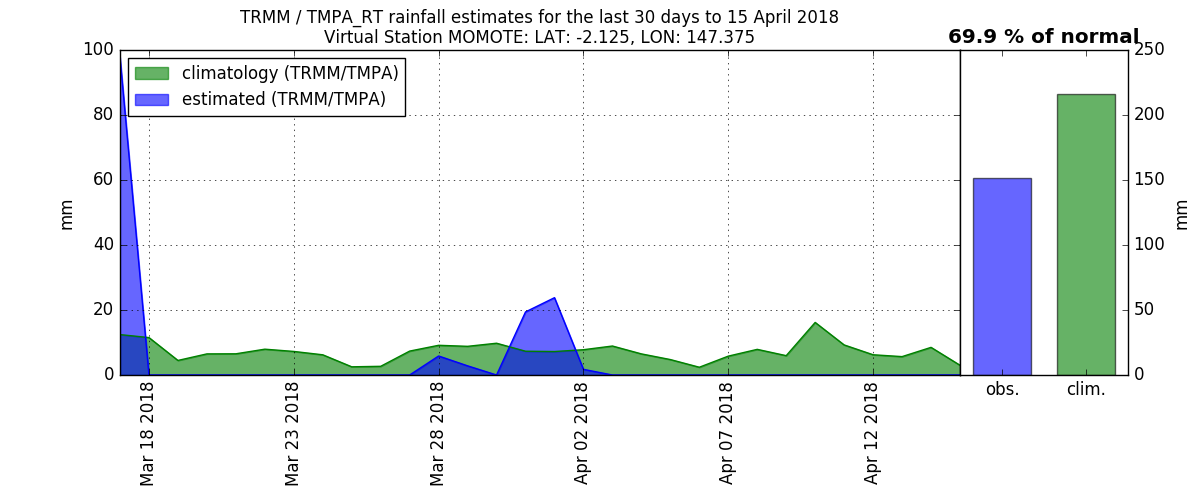 TRMM / TMPA_RT rainfall estimates for the last 30 days to 15 April 2018
Virtual Station MOMOTE: LAT: -2.125, LON: 147.375
69.9 % of normal
climatology (TRMM/TMPA)
estimated (TRMM/TMPA)
100
80
60
40
20
0
mm
Mar 18 2018
Mar 23 2018
Mar 28 2018
Apr 02 2018
Apr 07 2018
Apr 12 2018
250
200
150
100
50
0
mm
obs.
clim.